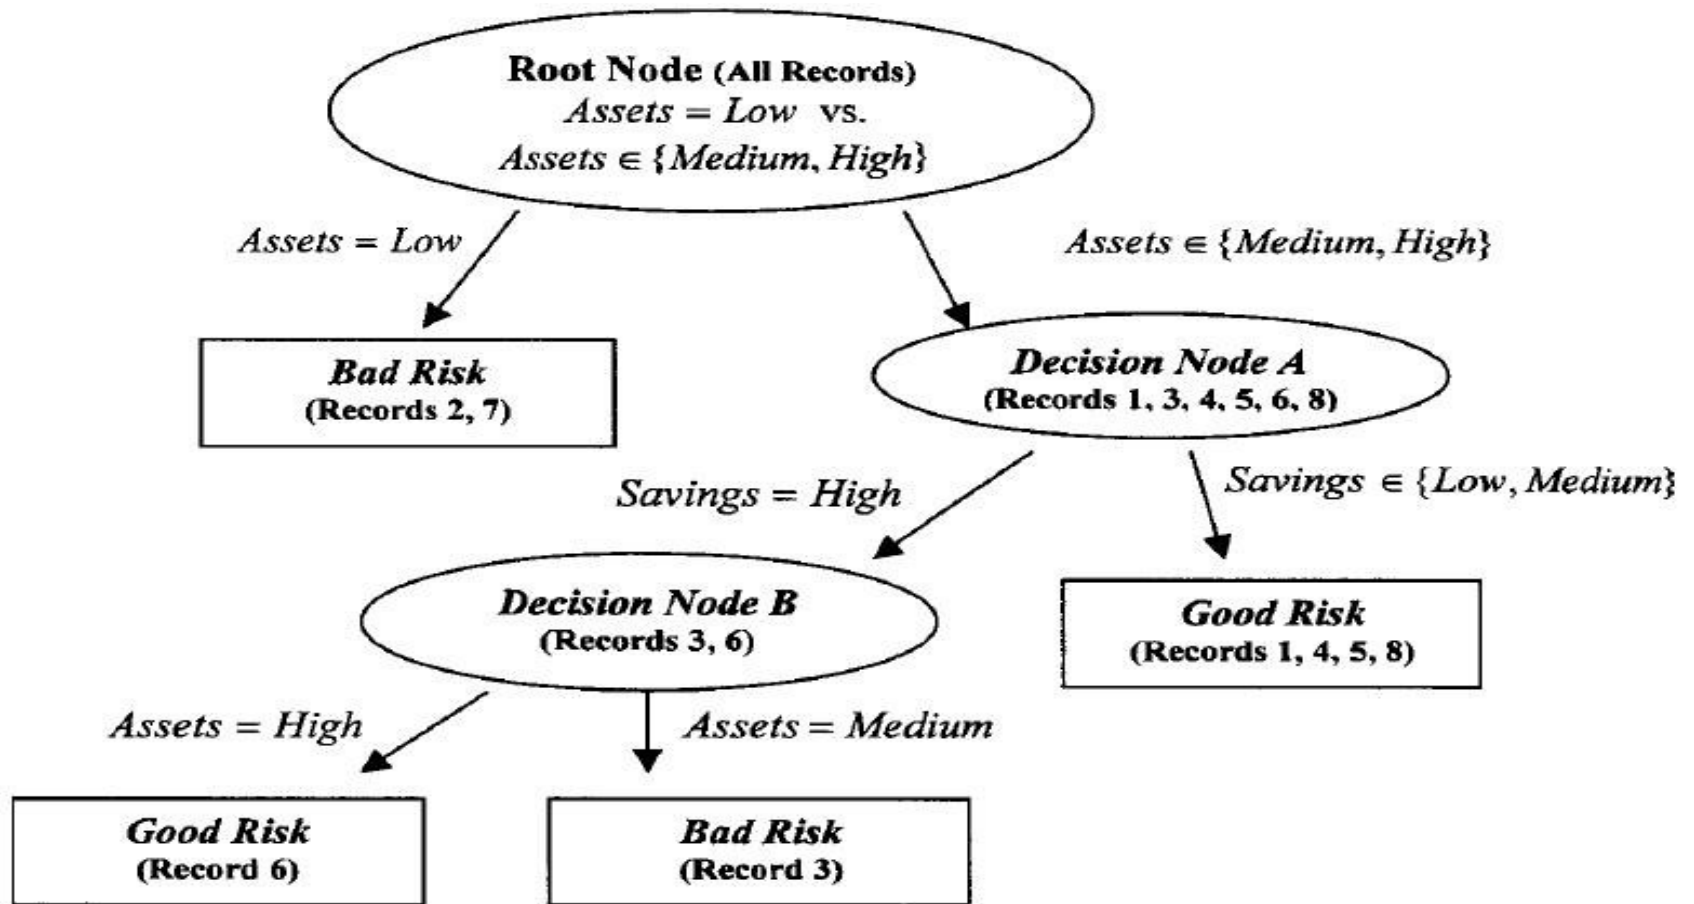 Root Node (All Records)
Assets = Low vs.
Assets ∈ {Medium, High}
Assets = Low
Assets ∈ {Medium, High}
Bad Risk
(Records 2, 7)
Decision Node A
(Records 1, 3, 4, 5, 6, 8)
Savings = High
Savings ∈ {Low, Medium}
Decision Node B
(Records 3, 6)
Good Risk
(Records 1, 4, 5, 8)
Assets = High
Assets = Medium
Good Risk
(Record 6)
Bad Risk
(Record 3)